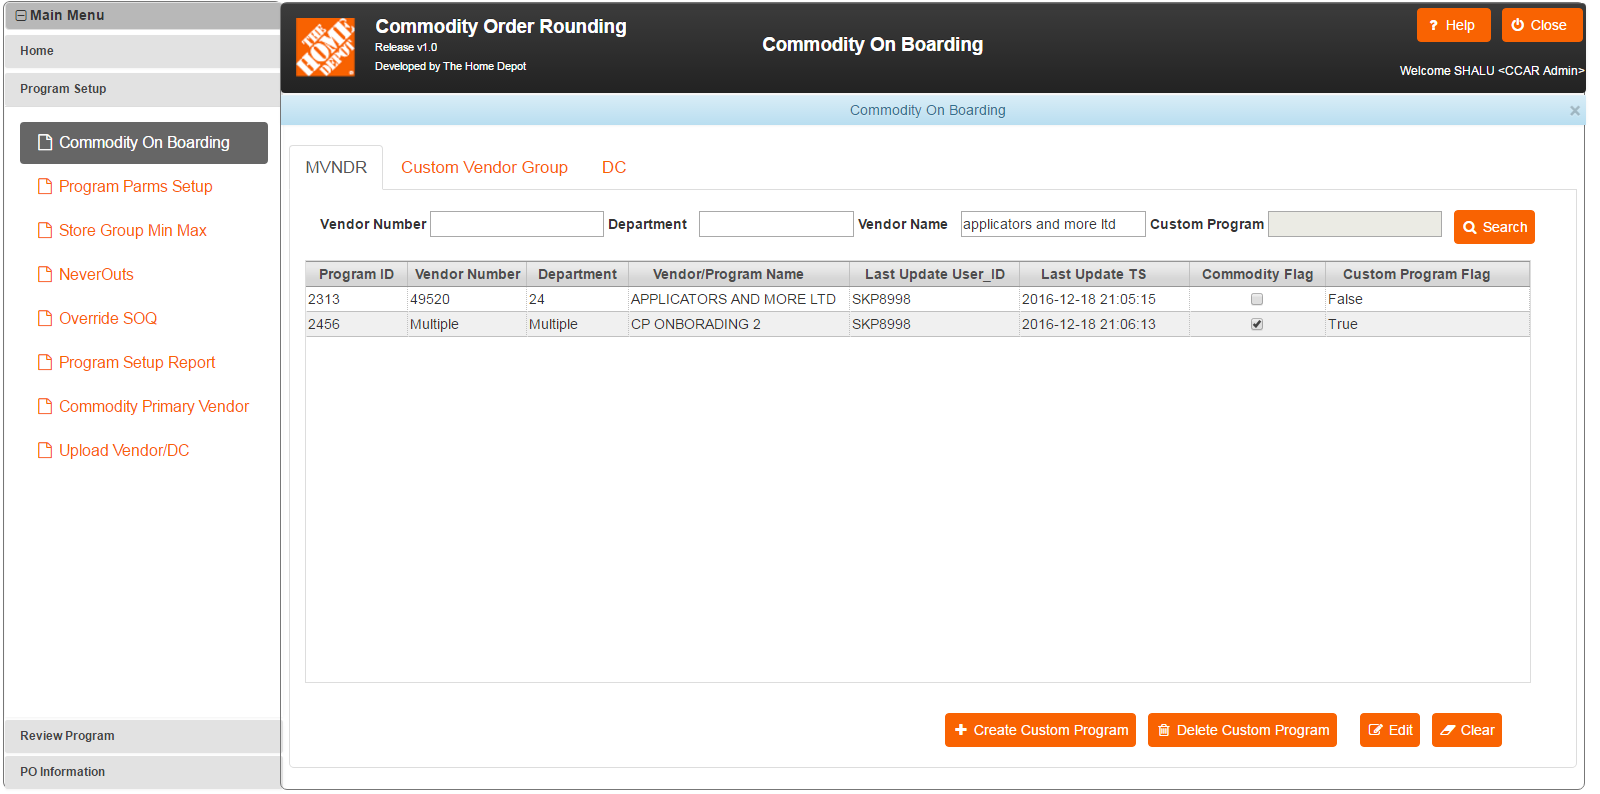 Main Menu
Home
Program Setup
Commodity On Boarding
Program Parms Setup
Store Group Min Max
NeverOuts
Override SOQ
Program Setup Report
Commodity Primary Vendor
Upload Vendor/DC
Review Program
PO Information
THE HOME DEPOT
Commodity Order Rounding
Release v1.0
Developed by The Home Depot
Commodity On Boarding
? Help
Close
Welcome SHALU <CCAR Admin>
Commodity On Boarding ×
MVNDR Custom Vendor Group DC
Vendor Number Department Vendor Name applicators and more ltd Custom Program Search
Program ID Vendor Number Department Vendor/Program Name Last Update User_ID Last Update TS Commodity Flag Custom Program Flag
2313 49520 24 APPLICATORS AND MORE LTD SKP8998 2016-12-18 21:05:15 False
2456 Multiple Multiple CP ONBORADING 2 SKP8998 2016-12-18 21:06:13 True
Create Custom Program Delete Custom Program Edit Clear